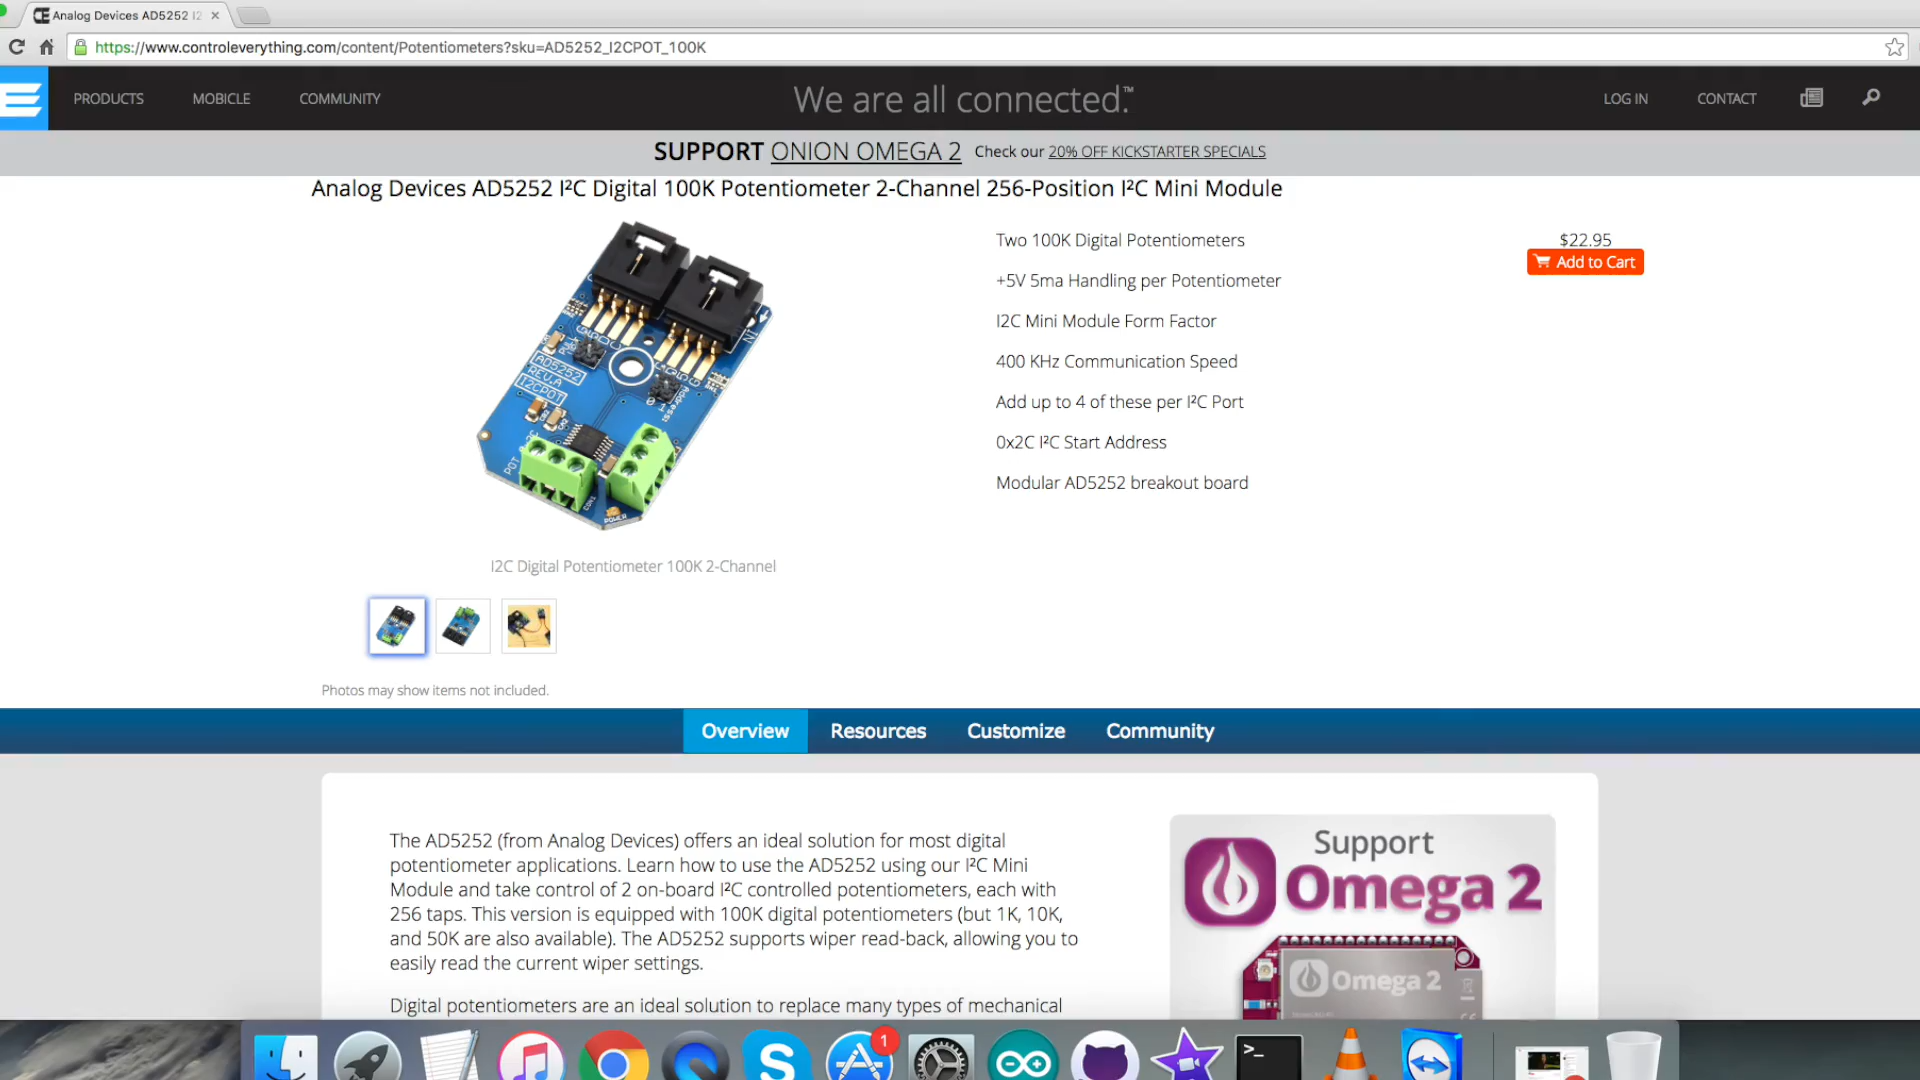 Analog Devices AD5252 I2
https://www.controleverything.com/content/Potentiometers?sku=AD5252_I2CPOT_100K
PRODUCTS MOBICLE COMMUNITY We are all connected.™ LOG IN CONTACT
SUPPORT ONION OMEGA 2 Check our 20% OFF KICKSTARTER SPECIALS
Analog Devices AD5252 I²C Digital 100K Potentiometer 2-Channel 256-Position I²C Mini Module
Two 100K Digital Potentiometers
$22.95
Add to Cart
+5V 5ma Handling per Potentiometer
I2C Mini Module Form Factor
400 KHz Communication Speed
Add up to 4 of these per I²C Port
0x2C I²C Start Address
Modular AD5252 breakout board
IN
AD5252
REV.A
I2CPOT
Address
POT
CON1
POWER
I2C Digital Potentiometer 100K 2-Channel
Photos may show items not included.
Overview Resources Customize Community
The AD5252 (from Analog Devices) offers an ideal solution for most digital
potentiometer applications. Learn how to use the AD5252 using our I²C Mini
Module and take control of 2 on-board I²C controlled potentiometers, each with
256 taps. This version is equipped with 100K digital potentiometers (but 1K, 10K,
and 50K are also available). The AD5252 supports wiper read-back, allowing you to
easily read the current wiper settings.
Digital potentiometers are an ideal solution to replace many types of mechanical
Support
Omega 2
Omega 2
1
S
>_